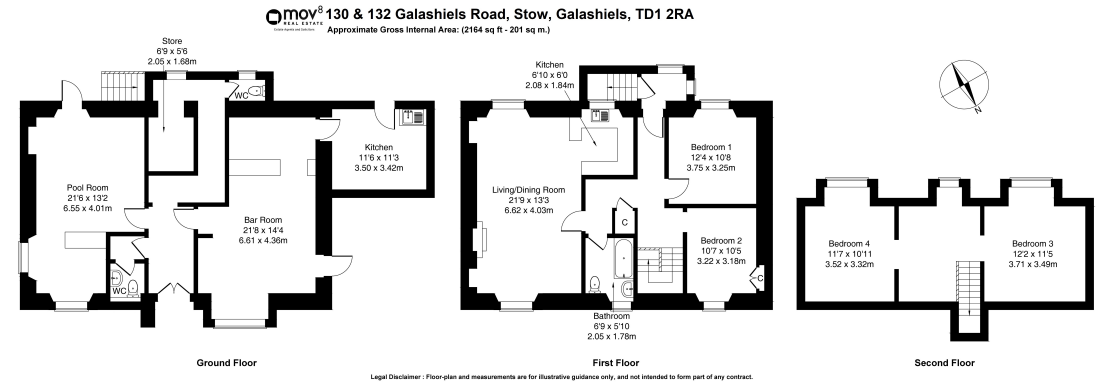 mov8
REAL ESTATE
Estate Agents and Solicitors
130 & 132 Galashiels Road, Stow, Galashiels, TD1 2RA
Approximate Gross Internal Area: (2164 sq ft - 201 sq m.)
Store
6'9 x 5'6
2.05 x 1.68m
WC
Kitchen
11'6 x 11'3
3.50 x 3.42m
Pool Room
21'6 x 13'2
6.55 x 4.01m
Bar Room
21'8 x 14'4
6.61 x 4.36m
WC
Ground Floor
Kitchen
6'10 x 6'0
2.08 x 1.84m
Bedroom 1
12'4 x 10'8
3.75 x 3.25m
Living/Dining Room
21'9 x 13'3
6.62 x 4.03m
C
Bedroom 2
10'7 x 10'5
3.22 x 3.18m
C
Bathroom
6'9 x 5'10
2.05 x 1.78m
First Floor
N
Bedroom 4
11'7 x 10'11
3.52 x 3.32m
Bedroom 3
12'2 x 11'5
3.71 x 3.49m
Second Floor
Legal Disclaimer : Floor-plan and measurements are for illustrative guidance only, and not intended to form part of any contract.